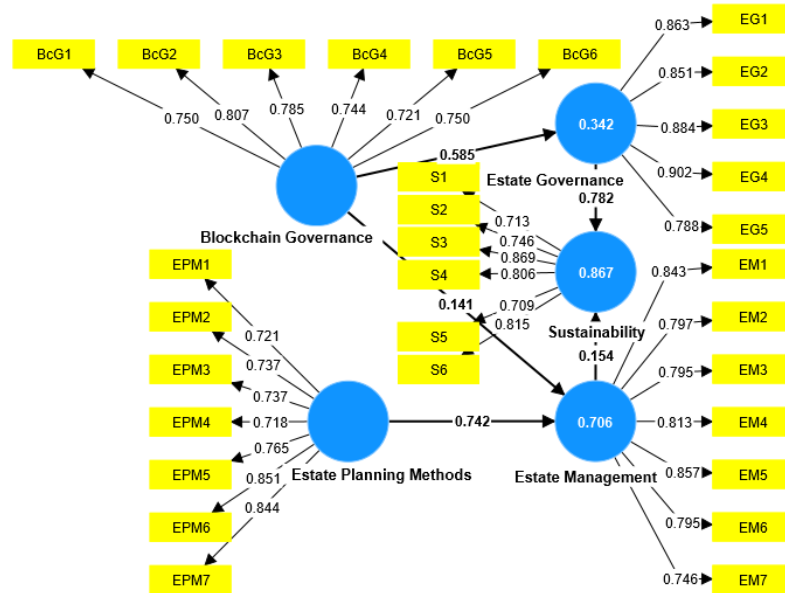 BcG1
BcG2
BcG3
BcG4
BcG5
BcG6
0.750
0.807
0.785
0.744
0.721
0.750
Blockchain Governance
0.585
0.141
EG1
EG2
EG3
EG4
EG5
0.863
0.851
0.884
0.902
0.788
0.342
Estate Governance
0.782
S1
S2
S3
S4
S5
S6
0.713
0.746
0.869
0.806
0.709
0.815
0.867
Sustainability
0.154
EPM1
EPM2
EPM3
EPM4
EPM5
EPM6
EPM7
0.721
0.737
0.737
0.718
0.765
0.851
0.844
Estate Planning Methods
0.742
0.706
Estate Management
EM1
EM2
EM3
EM4
EM5
EM6
EM7
0.843
0.797
0.795
0.813
0.857
0.795
0.746